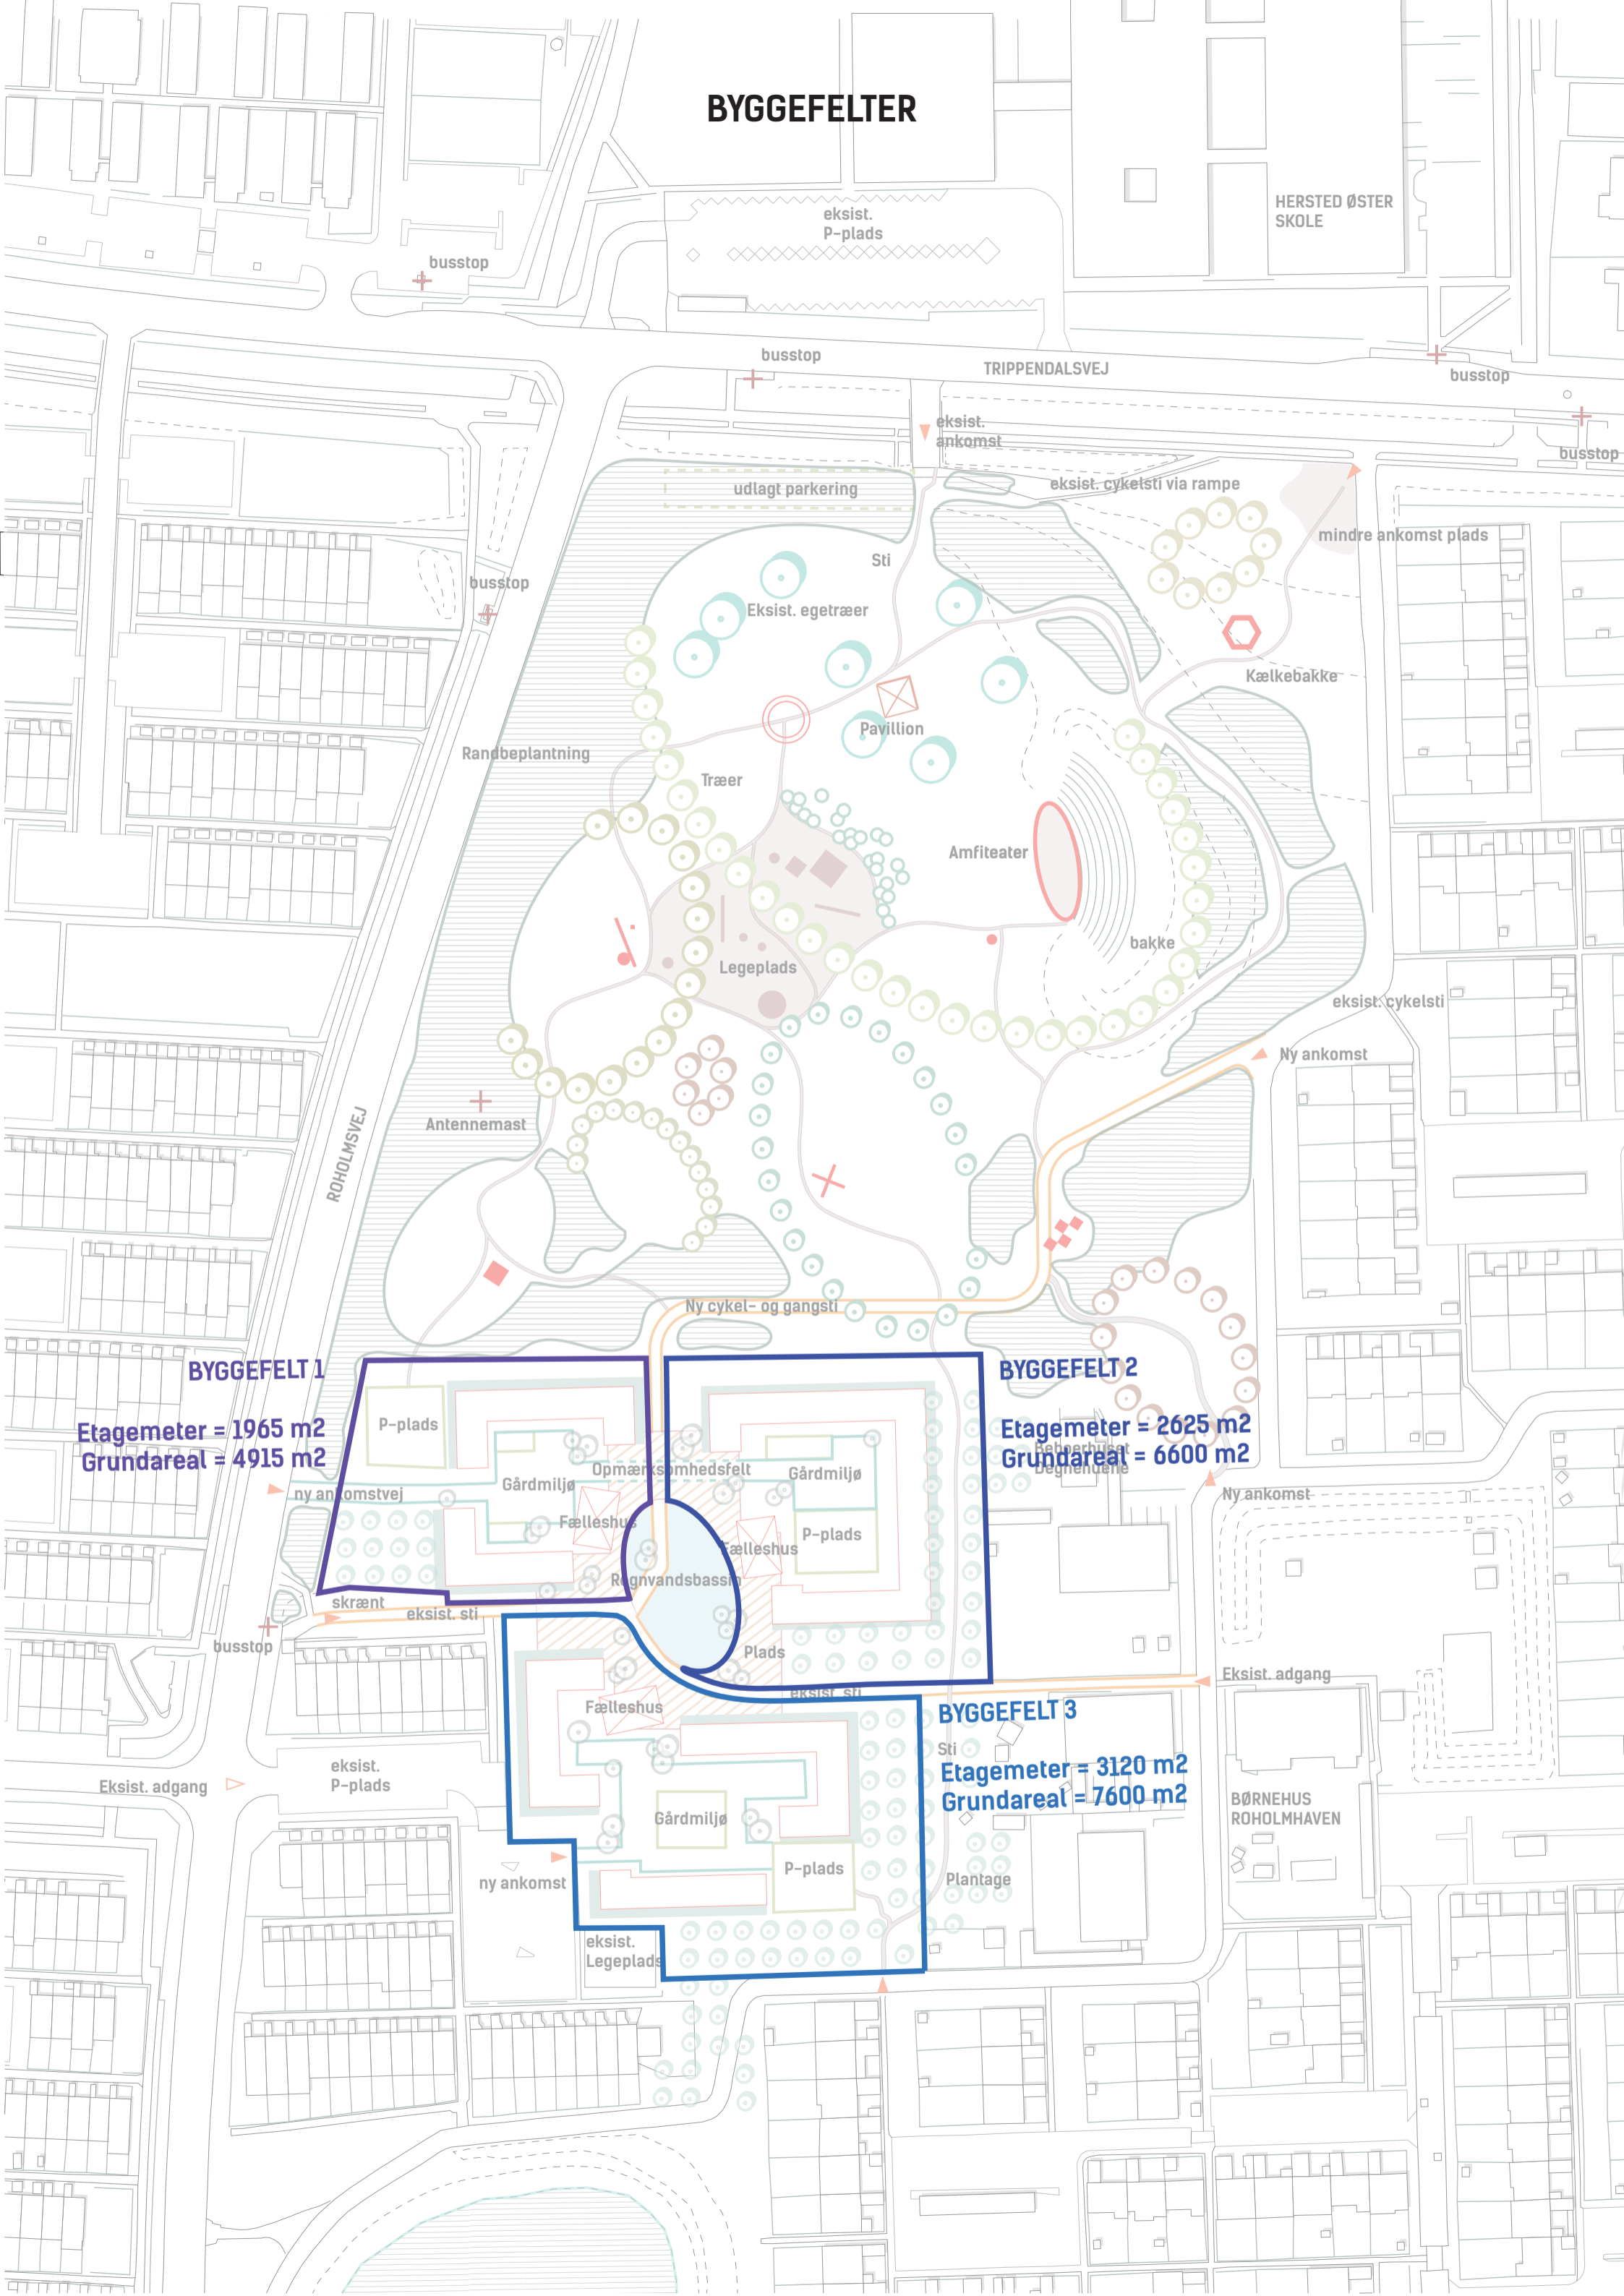 BYGGEFELTER
HERSTED ØSTER
SKOLE
eksist.
P-plads
busstop
busstop
TRIPPENDALSVEJ
busstop
eksist.
ankomst
busstop
udlagt parkering
eksist. cykelsti via rampe
mindre ankomst plads
Sti
busstop
Eksist. egetræer
Kælkebakke
Pavillion
Randbeplantning
Træer
Amfiteater
bakke
Legeplads
eksist. cykelsti
Ny ankomst
Antennemast
ROHOLMSVEJ
Ny cykel- og gangsti
BYGGEFELT 1
Etagemeter = 1965 m2
Grundareal = 4915 m2
BYGGEFELT 2
Etagemeter = 2625 m2
Grundareal = 6600 m2
Beboerhuset
Degnehusene
P-plads
Opmærksomhedsfelt
Gårdmiljø
Gårdmiljø
ny ankomstvej
Ny ankomst
Fælleshus
P-plads
Fælleshus
Regnvandsbassin
skrænt
eksist. sti
busstop
Plads
Eksist. adgang
eksist. sti
Fælleshus
BYGGEFELT 3
Sti
Etagemeter = 3120 m2
Grundareal = 7600 m2
eksist.
P-plads
Eksist. adgang
BØRNEHUS
ROHOLMHAVEN
Gårdmiljø
P-plads
ny ankomst
Plantage
eksist.
Legeplads